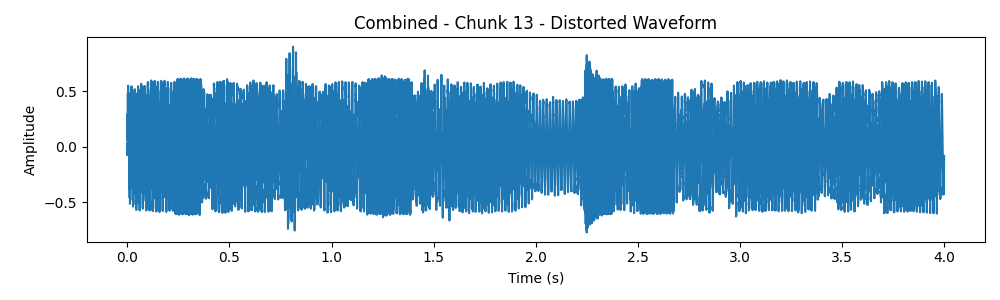 Combined - Chunk 13 - Distorted Waveform
Amplitude
0.5
0.0
−0.5
0.0 0.5 1.0 1.5 2.0 2.5 3.0 3.5 4.0
Time (s)